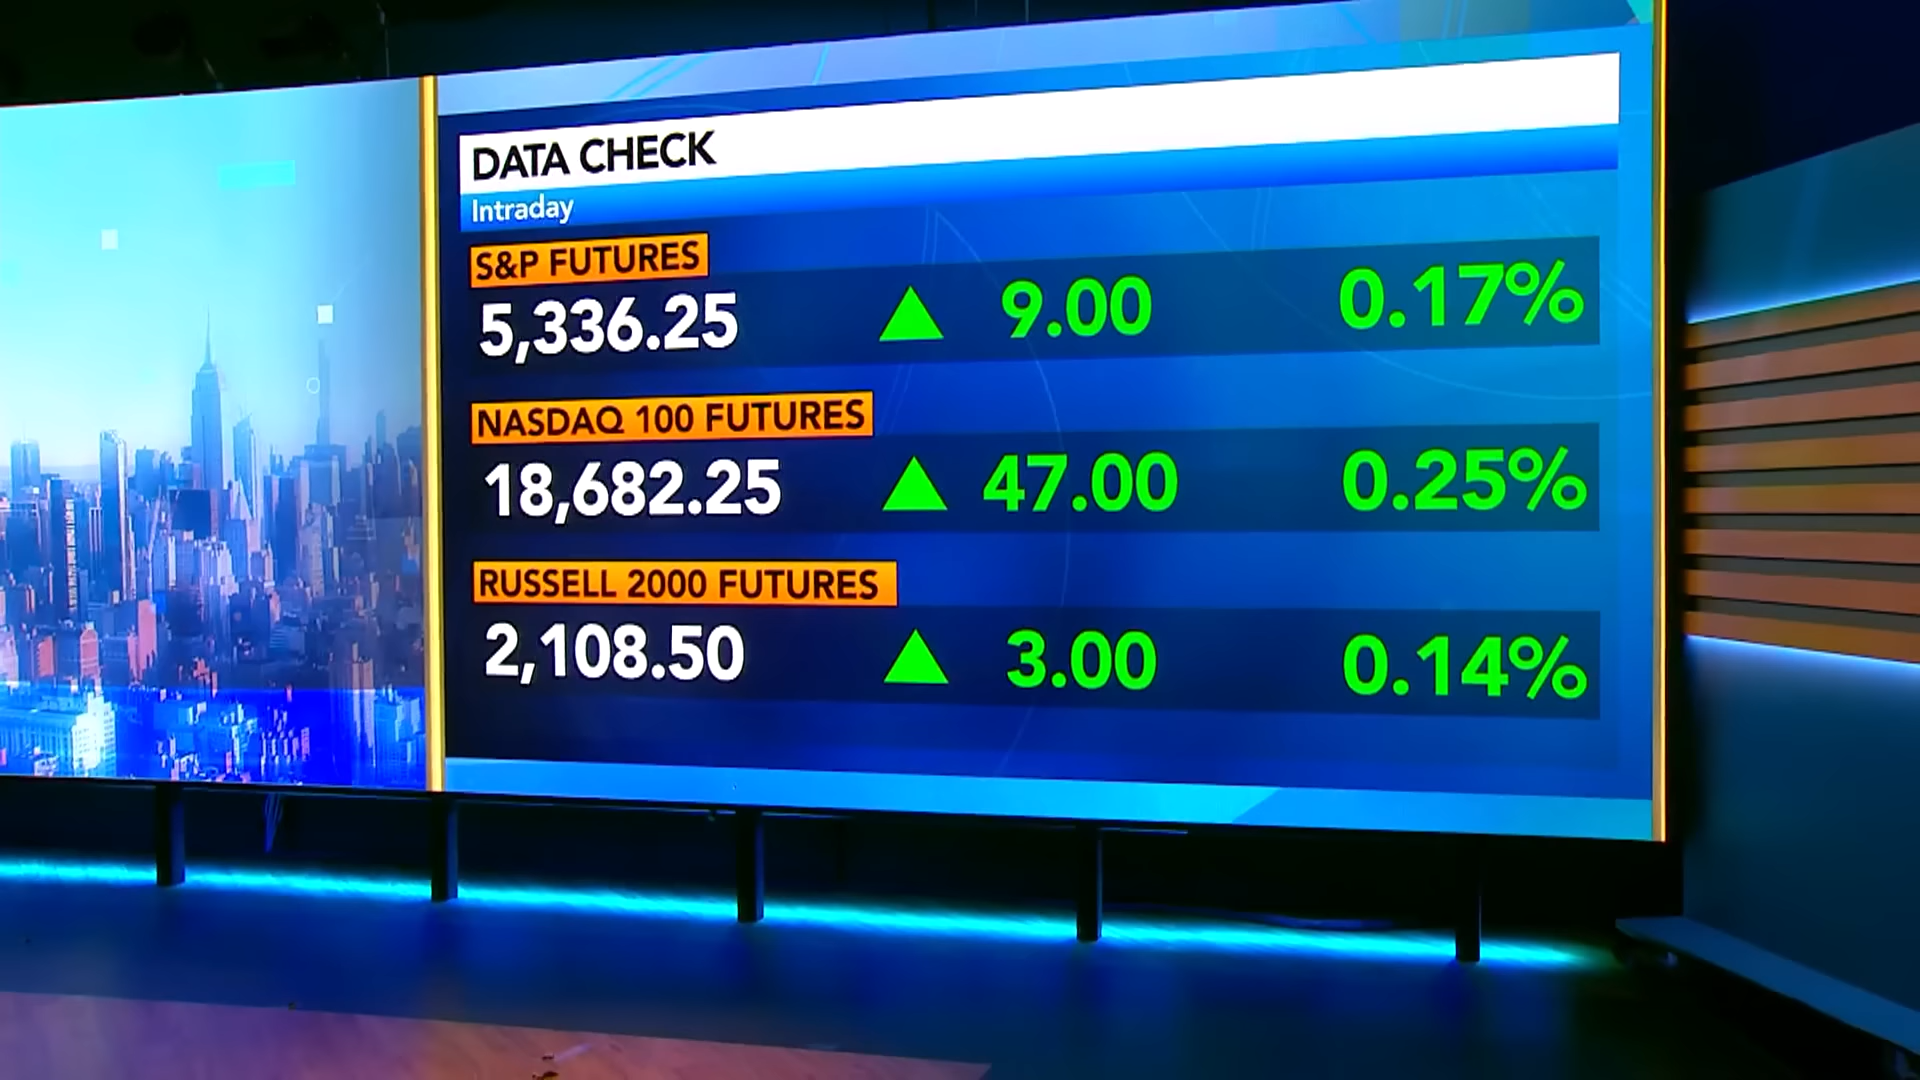 DATA CHECK
Intraday
S&P FUTURES
5,336.25 ▲ 9.00 0.17%
NASDAQ 100 FUTURES
18,682.25 ▲ 47.00 0.25%
RUSSELL 2000 FUTURES
2,108.50 ▲ 3.00 0.14%